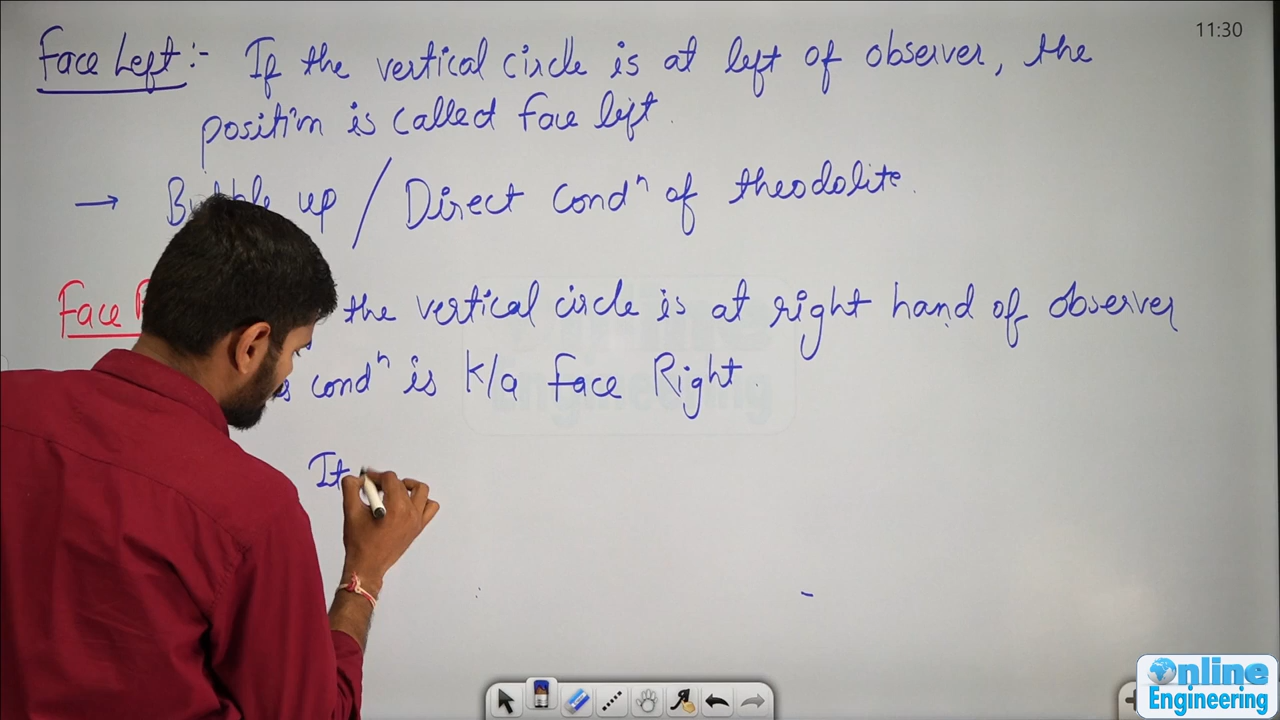 11:30
Face Left :- If the vertical circle is at left of observer, the
position is called face left.
→ up / Direct condⁿ of theodolite.
Face the vertical circle is at right hand of observer
condⁿ is K/a Face Right.
It
Online
Engineering